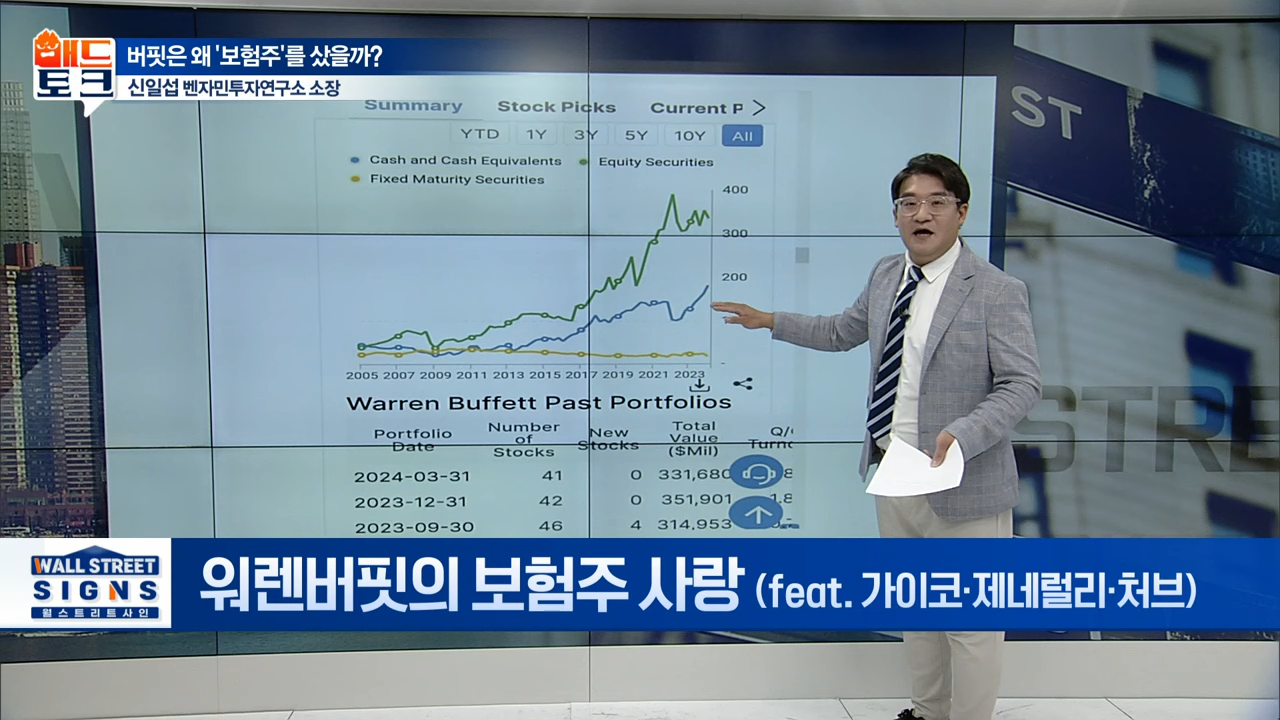 매드
토크
버핏은 왜 '보험주'를 샀을까?
신일섭 벤자민투자연구소 소장
Summary Stock Picks Current P
YTD 1Y 3Y 5Y 10Y All
Cash and Cash Equivalents Equity Securities
Fixed Maturity Securities
400
300
200
-
2005 2007 2009 2011 2013 2015 2017 2019 2021 2023
Warren Buffett Past Portfolios
Portfolio Date Number of Stocks New Stocks Total Value ($Mil)
2024-03-31 41 0 331,680
2023-12-31 42 0 351,901
2023-09-30 46 4 314,953
ST
STRE
WALL STREET
SIGNS
월스트리트사인
워렌버핏의 보험주 사랑 (feat. 가이코·제네럴리·처브)